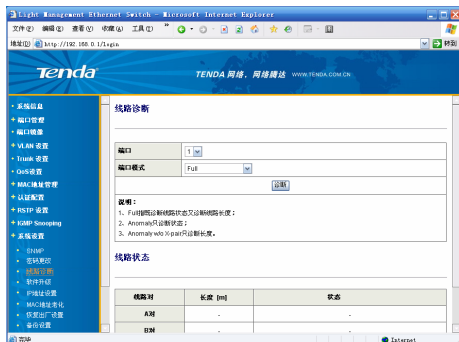 Light Management Ethernet Switch - Microsoft Internet Explorer
文件(F) 编辑(E) 查看(V) 收藏(A) 工具(T) »
地址(D) http://192.168.0.1/login 转到
Tenda
TENDA 网络，网络腾达 WWW.TENDA.COM.CN
• 系统信息
+ 端口管理
• 端口镜像
+ VLAN 设置
• Trunk 设置
• QoS设置
+ MAC地址管理
+ 认证配置
+ RSTP 设置
+ IGMP Snooping
+ 系统设置
• SNMP
• 密码更改
• 线路诊断
• 软件升级
• IP地址设置
• MAC地址老化
• 恢复出厂设置
• 备份设置
线路诊断
端口 1
端口模式 Full
诊断
说明：
1、Full指既诊断线路状态又诊断线路长度；
2、Anomaly只诊断状态；
3、Anomaly w/o X-pair只诊断长度。
线路状态
线路对 长度 [m] 状态
A对 - -
B对 - -
完毕 Internet